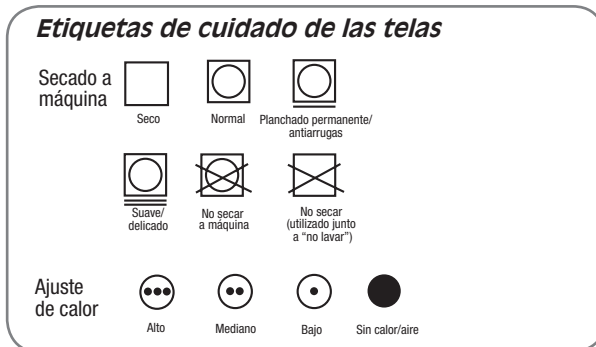 Etiquetas de cuidado de las telas
Secado a
máquina
Seco
Normal
Planchado permanente/
antiarrugas
Suave/
delicado
No secar
a máquina
No secar
(utilizado junto
a “no lavar”)
Ajuste
de calor
Alto
Mediano
Bajo
Sin calor/aire